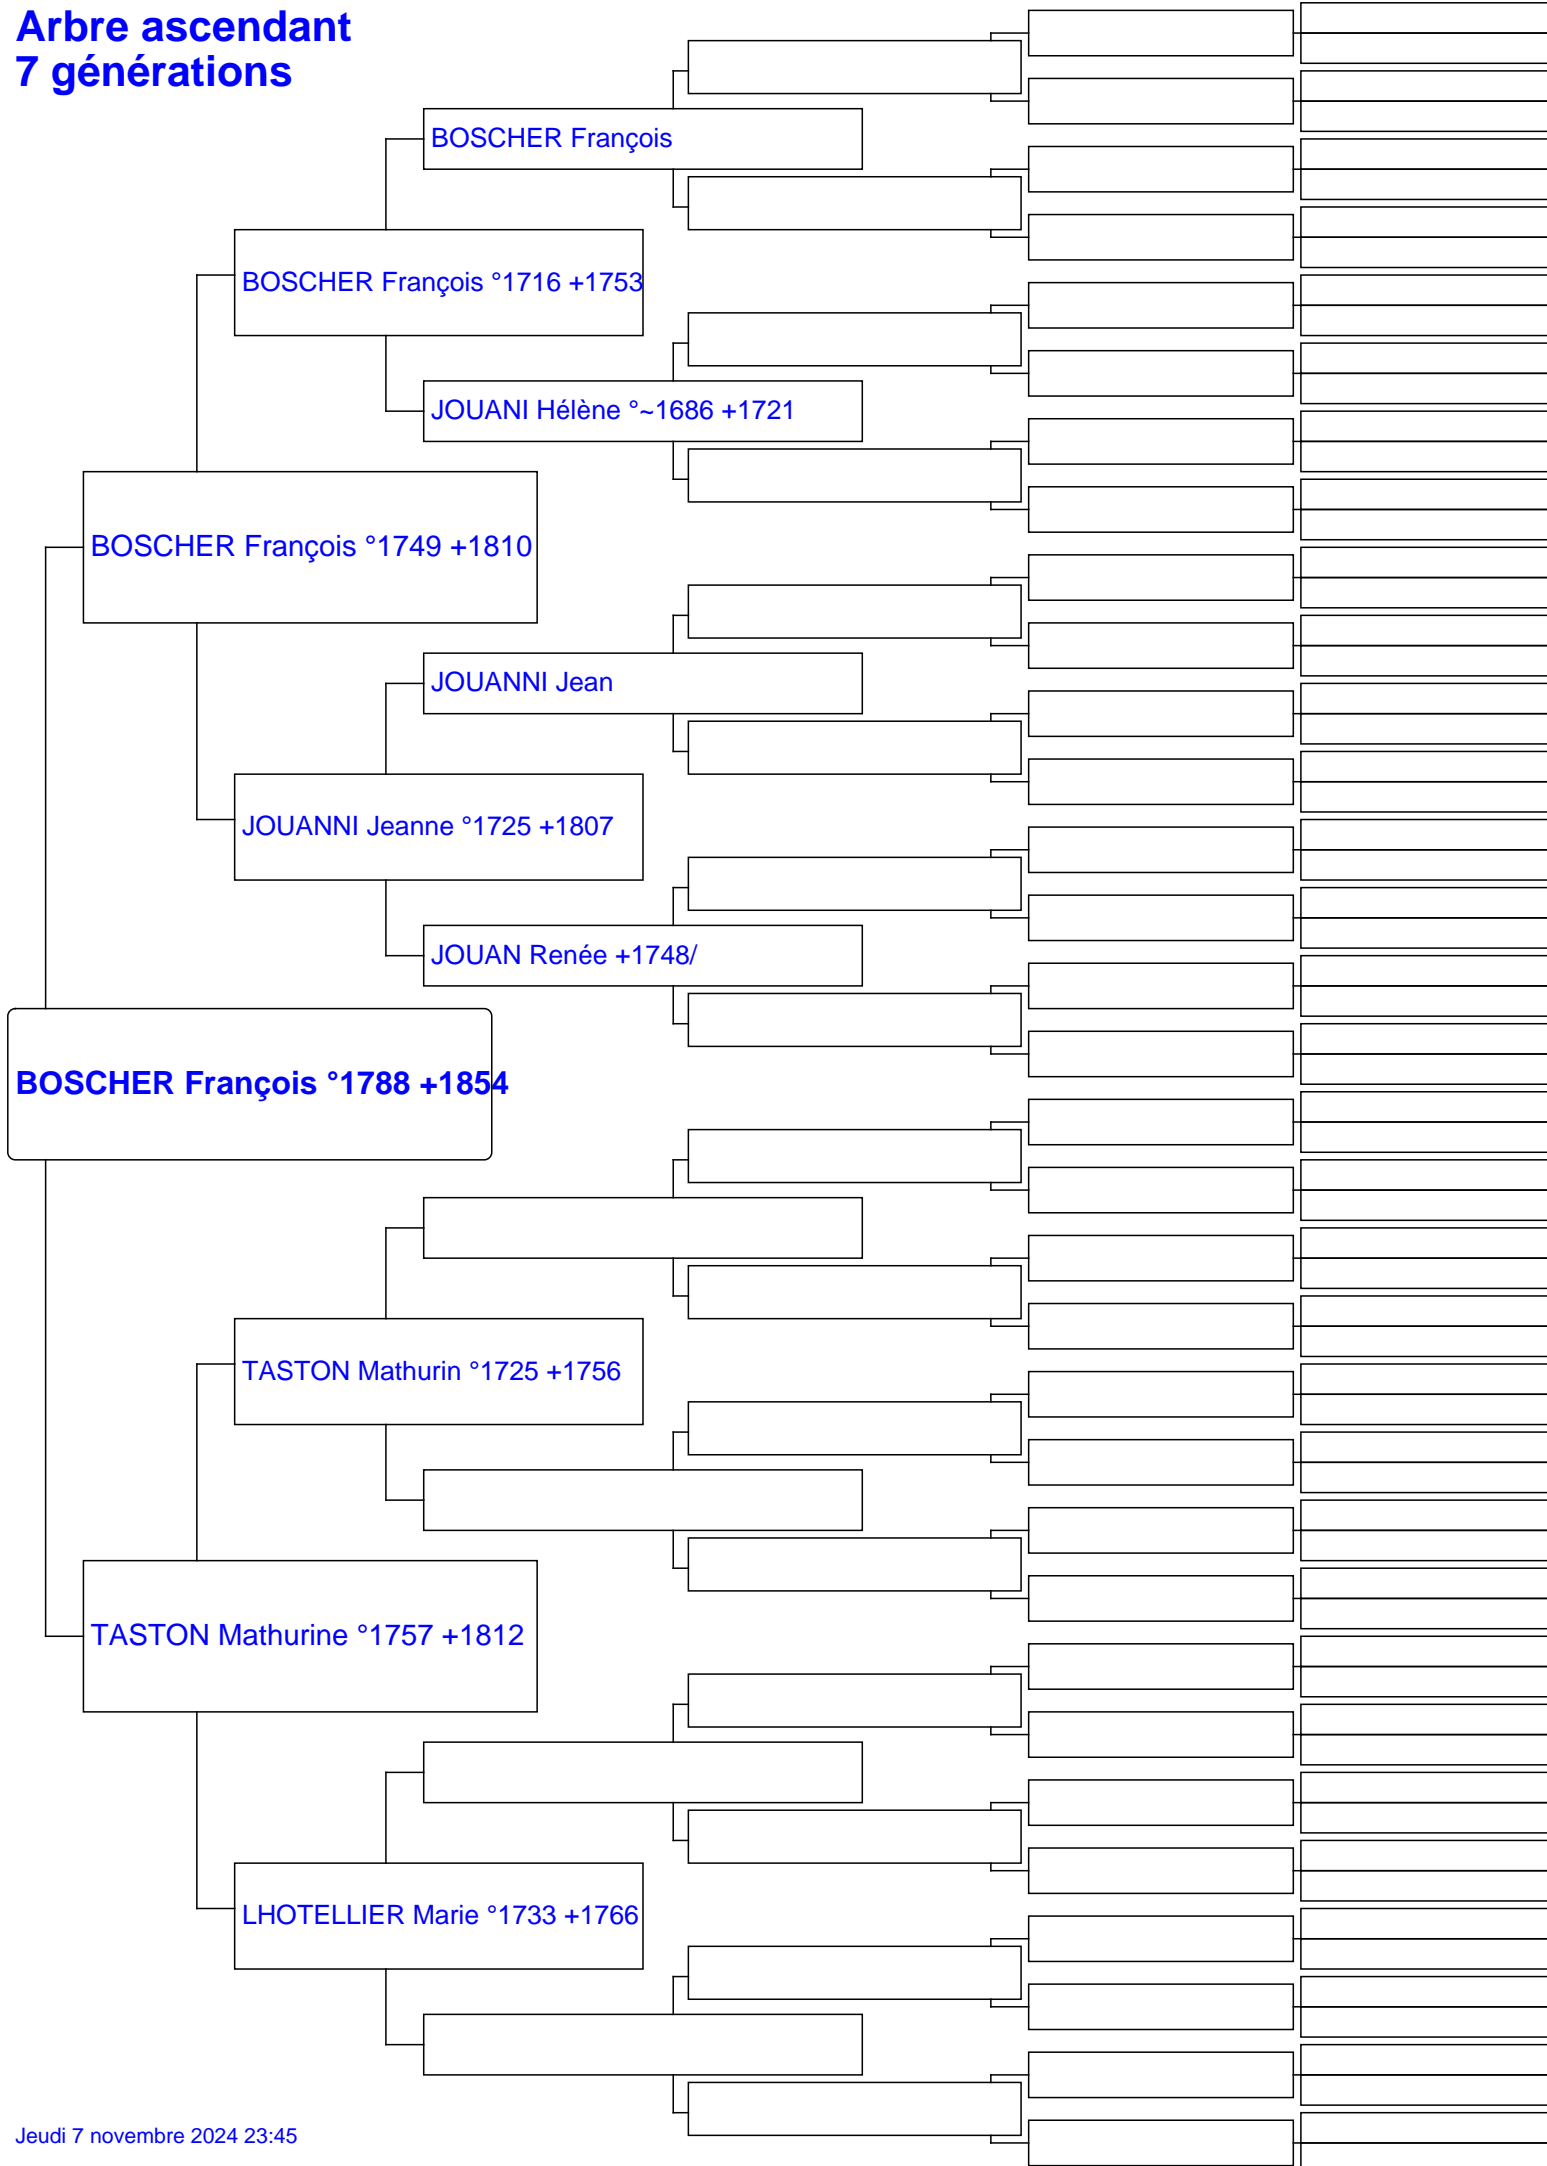 Arbre ascendant
7 générations
BOSCHER François
BOSCHER François °1716 +1753
JOUANI Hélène °~1686 +1721
BOSCHER François °1749 +1810
JOUANNI Jean
JOUANNI Jeanne °1725 +1807
JOUAN Renée +1748/
BOSCHER François °1788 +1854
TASTON Mathurin °1725 +1756
TASTON Mathurine °1757 +1812
LHOTELLIER Marie °1733 +1766
Jeudi 7 novembre 2024 23:45